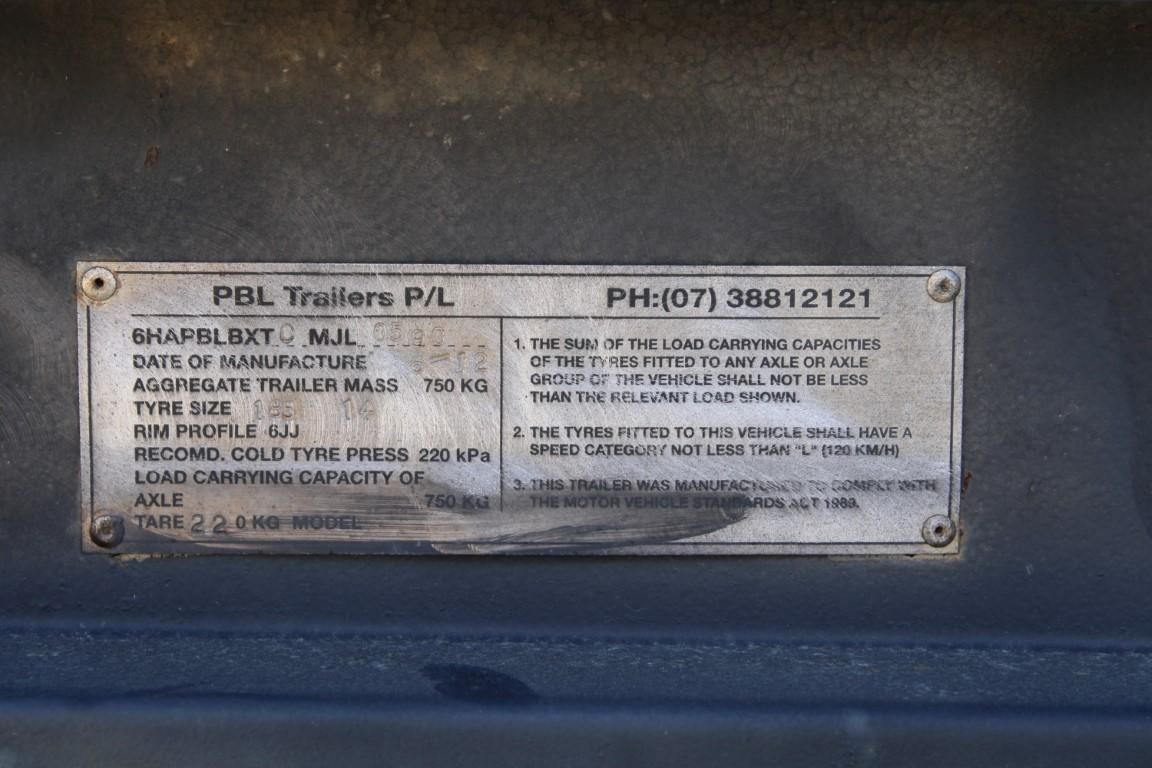 PBL Trailers P/L PH:(07) 38812121
6HAPBLBXT C MJL
DATE OF MANUFACTURE
AGGREGATE TRAILER MASS 750 KG
TYRE SIZE 14
RIM PROFILE 6JJ
RECOMD. COLD TYRE PRESS 220 kPa
LOAD CARRYING CAPACITY OF
AXLE 750 KG
TARE 220 KG MODEL
1. THE SUM OF THE LOAD CARRYING CAPACITIES
OF THE TYRES FITTED TO ANY AXLE OR AXLE
GROUP OF THE VEHICLE SHALL NOT BE LESS
THAN THE RELEVANT LOAD SHOWN.
2. THE TYRES FITTED TO THIS VEHICLE SHALL HAVE A
SPEED CATEGORY NOT LESS THAN "L" (120 KM/H)
3. THIS TRAILER WAS MANUFACTURED TO COMPLY WITH
THE MOTOR VEHICLE STANDARDS ACT 1989.